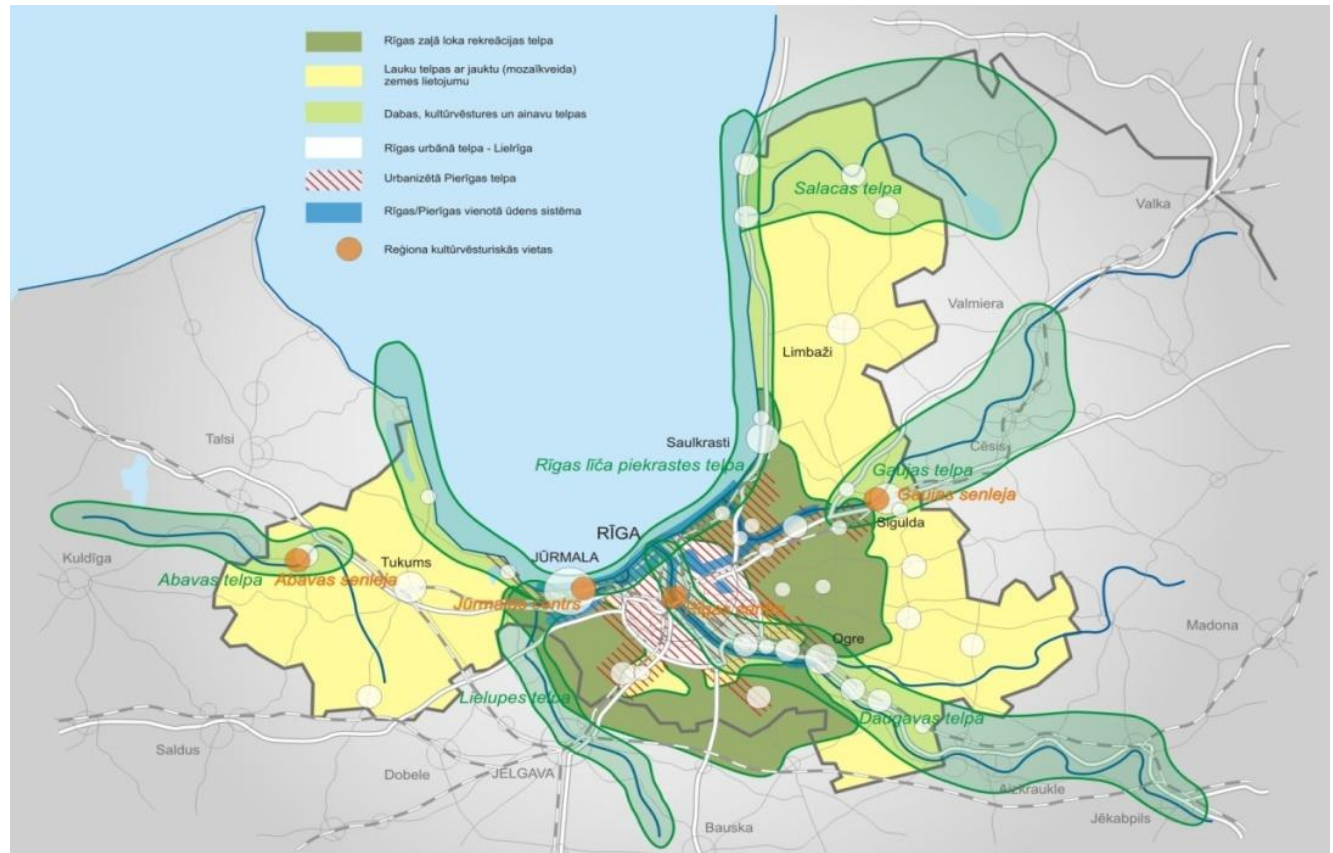 Rīgas zaļā loka rekreācijas telpa
Lauku telpas ar jauktu (mozaīkveida)
zemes lietojumu
Dabas, kultūrvēstures un ainavu telpas
Rīgas urbānā telpa - Lielrīga
Urbanizētā Pierīgas telpa
Rīgas/Pierīgas vienotā ūdens sistēma
Reģiona kultūrvēsturiskās vietas
Salacas telpa
Valka
Valmiera
Limbaži
Talsi
Saulkrasti
Cēsis
Rīgas līča piekrastes telpa
Gaujas telpa
Gaujas senleja
Sigulda
RĪGA
Kuldīga
Abavas telpa
Abavas senleja
Tukums
JŪRMALA
Jūrmalas centrs
Rīgas centrs
Madona
Ogre
Lielupes telpa
Daugavas telpa
Saldus
Dobele
JELGAVA
Aizkraukle
Bauska
Jēkabpils